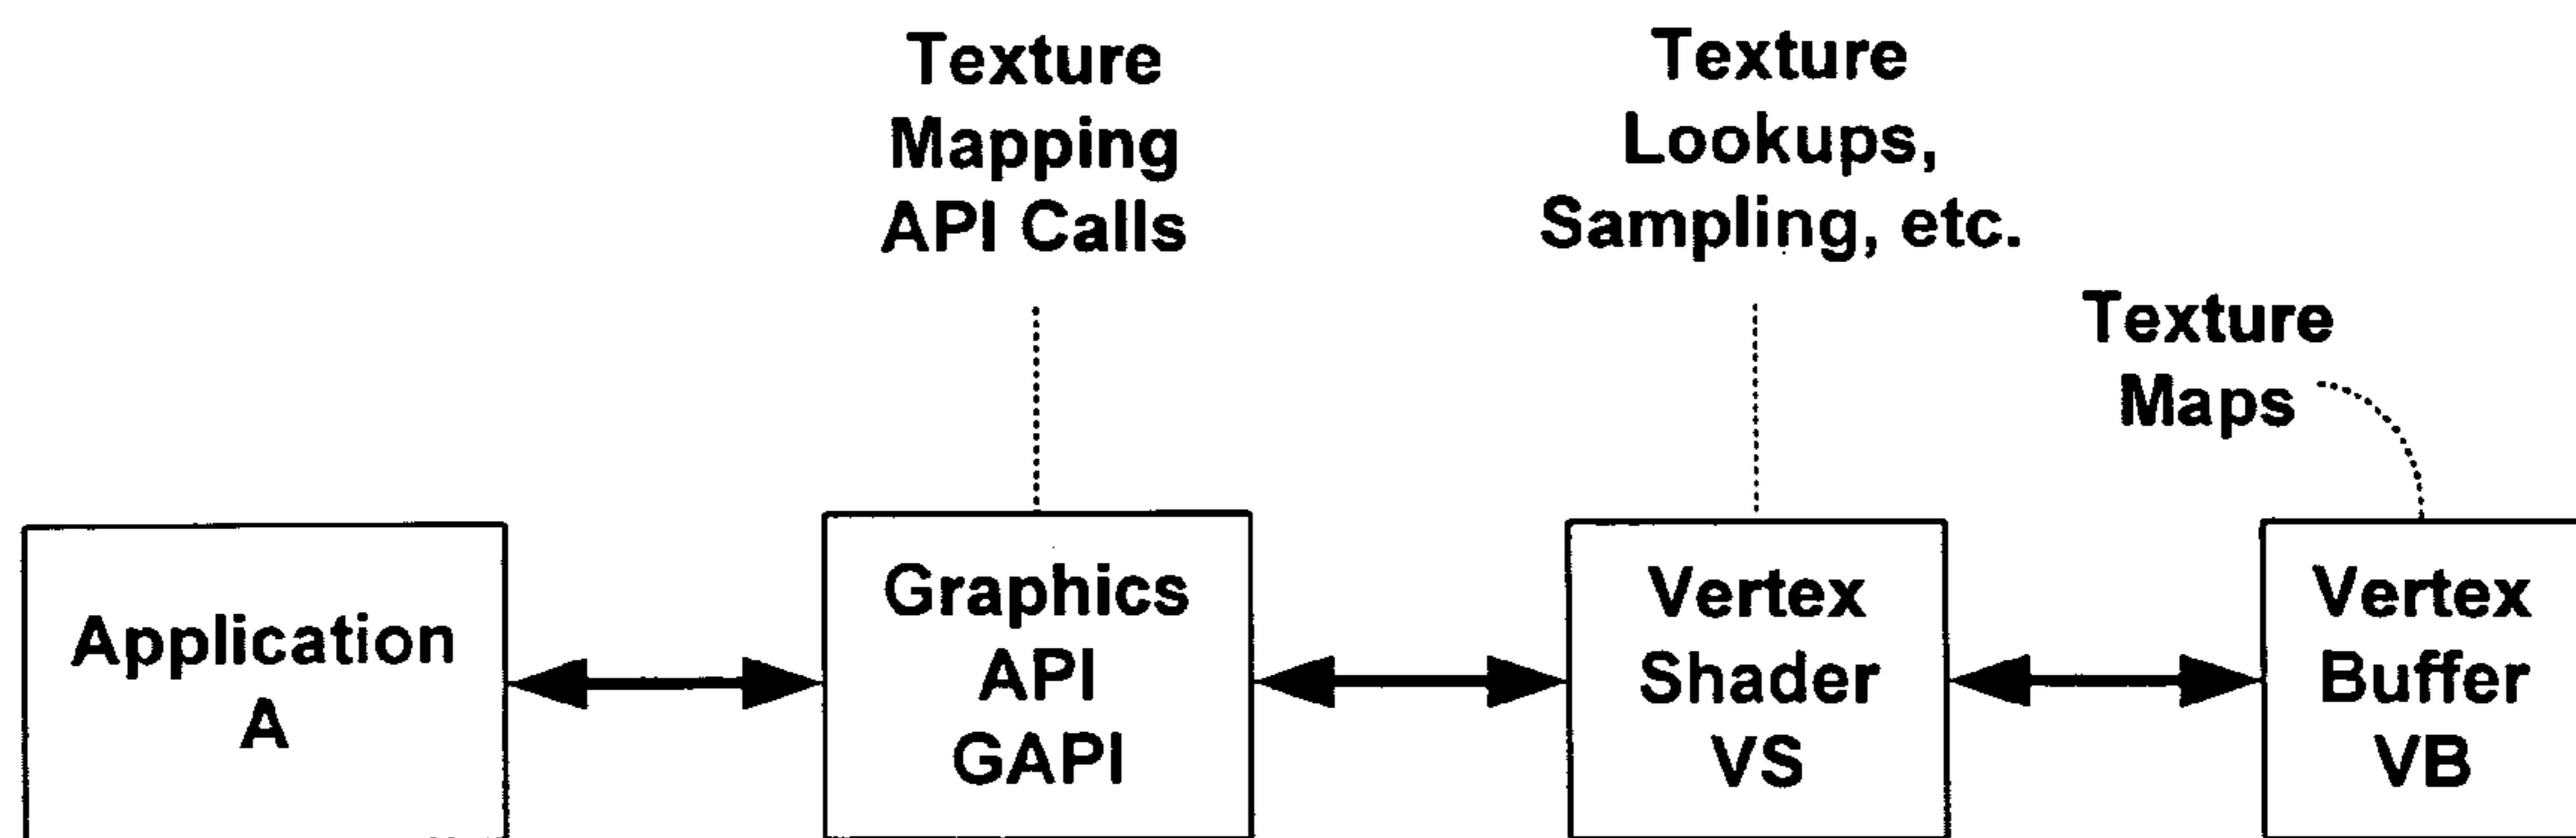 Texture
Mapping
API Calls
Texture
Lookups,
Sampling, etc.
Texture
Maps
Application
A
Graphics
API
GAPI
Vertex
Shader
VS
Vertex
Buffer
VB